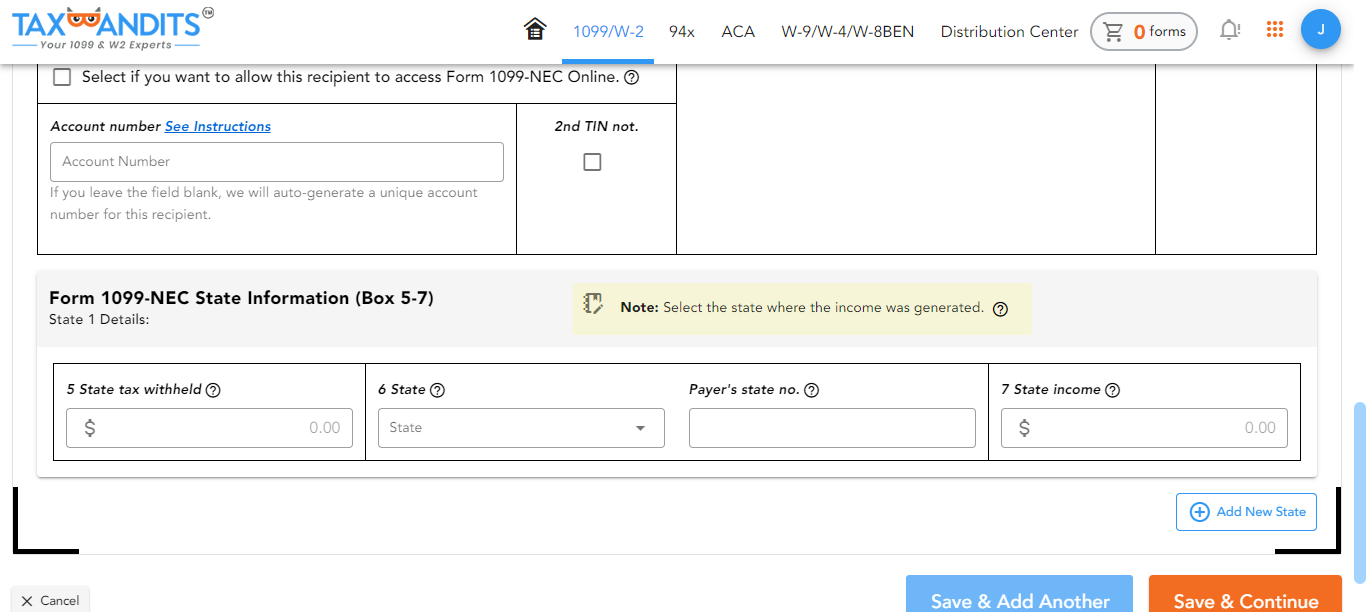 TAXBANDITS TM
Your 1099 & W2 Experts
1099/W-2
94x
ACA
W-9/W-4/W-8BEN
Distribution Center
0 forms
J
Select if you want to allow this recipient to access Form 1099-NEC Online.
Account number See Instructions
2nd TIN not.
Account Number
If you leave the field blank, we will auto-generate a unique account
number for this recipient.
Form 1099-NEC State Information (Box 5-7)
State 1 Details:
Note: Select the state where the income was generated.
5 State tax withheld
6 State
Payer's state no.
7 State income
$ 0.00
State
$ 0.00
Add New State
Cancel
Save & Add Another
Save & Continue